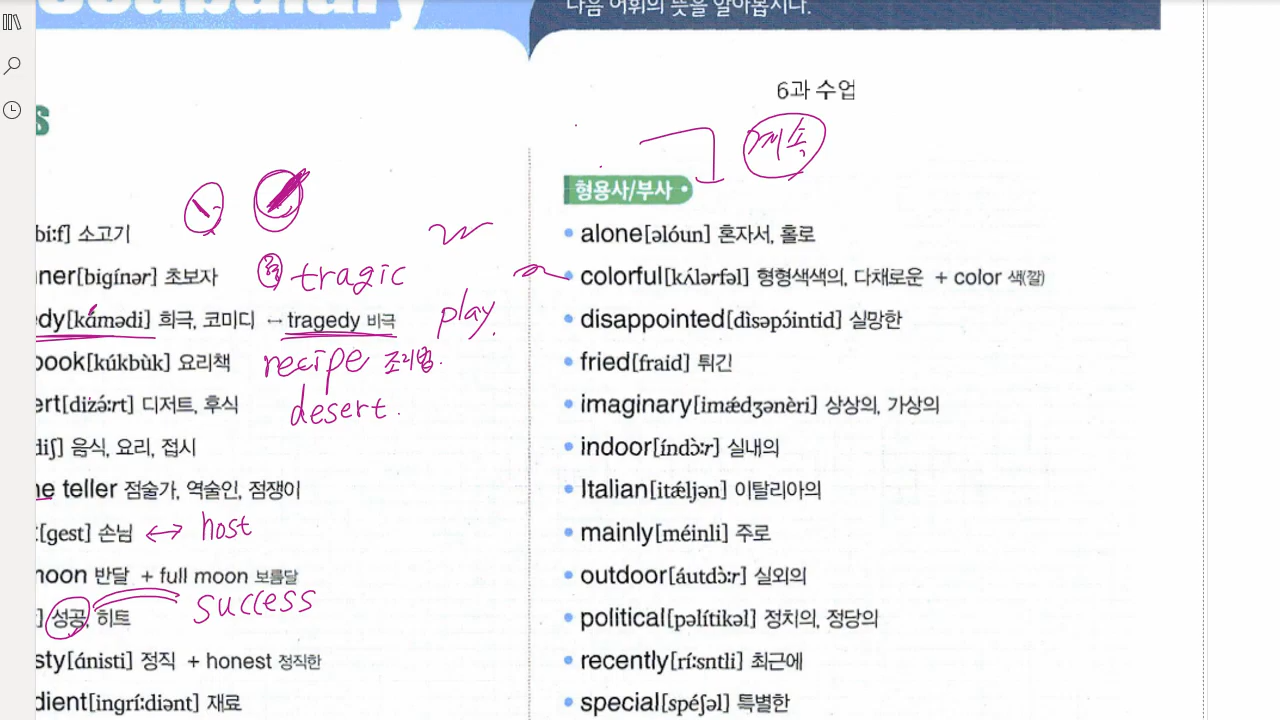 ocabulary
다음 어휘의 뜻을 알아봅시다.
6과 수업
계속
s
bi:f] 소고기
ner[bigínər] 초보자
형 tragic
edy[kámədi] 희극, 코미디 ↔ tragedy 비극
play.
book[kúkbùk] 요리책
recipe 조리법.
ert[dizə́:rt] 디저트, 후식
desert.
diʃ] 음식, 요리, 접시
ne teller 점술가, 역술인, 점쟁이
[gest] 손님 ↔ host
moon 반달 + full moon 보름달
] 성공, 히트
success
sty[ánisti] 정직 + honest 정직한
dient[ingrí:diənt] 재료
형용사/부사
• alone[əlóun] 혼자서, 홀로
• colorful[kʌ́lərfəl] 형형색색의, 다채로운 + color 색(깔)
• disappointed[dìsəpɔ́intid] 실망한
• fried[fraid] 튀긴
• imaginary[imǽdʒənèri] 상상의, 가상의
• indoor[índɔ̀:r] 실내의
• Italian[itǽljən] 이탈리아의
• mainly[méinli] 주로
• outdoor[áutdɔ̀:r] 실외의
• political[pəlítikəl] 정치의, 정당의
• recently[rí:sntli] 최근에
• special[spéʃəl] 특별한